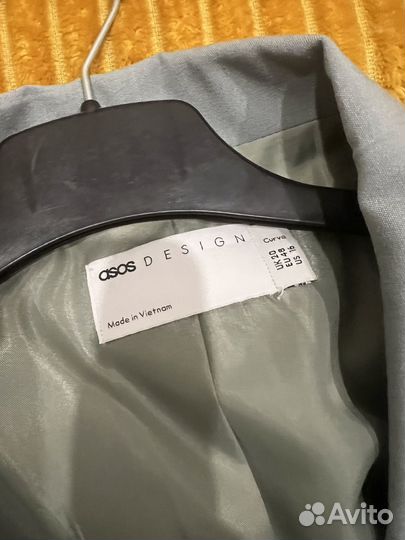 asos DESIGN
Curve
UK 20
EU 48
US 16
Made in Vietnam
Avito